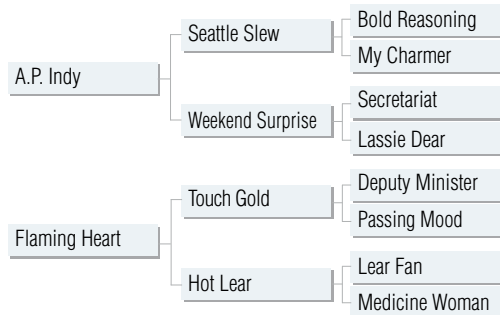 Bold Reasoning
Seattle Slew
My Charmer
A.P. Indy
Secretariat
Weekend Surprise
Lassie Dear
Deputy Minister
Touch Gold
Passing Mood
Flaming Heart
Lear Fan
Hot Lear
Medicine Woman